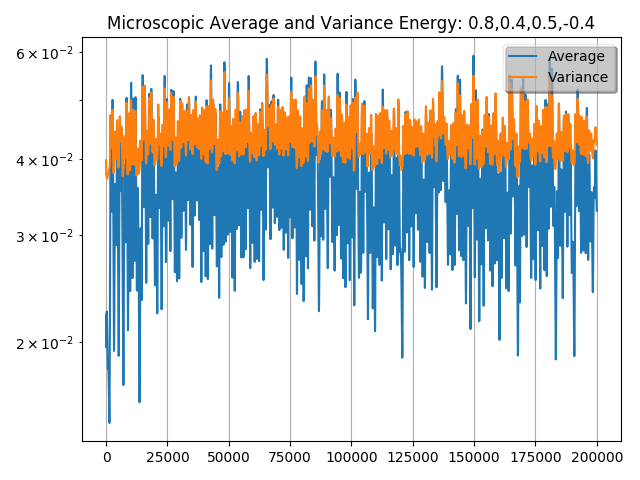 Microscopic Average and Variance Energy: 0.8,0.4,0.5,-0.4
Average
Variance
6 × 10⁻²
4 × 10⁻²
3 × 10⁻²
2 × 10⁻²
0 25000 50000 75000 100000 125000 150000 175000 200000